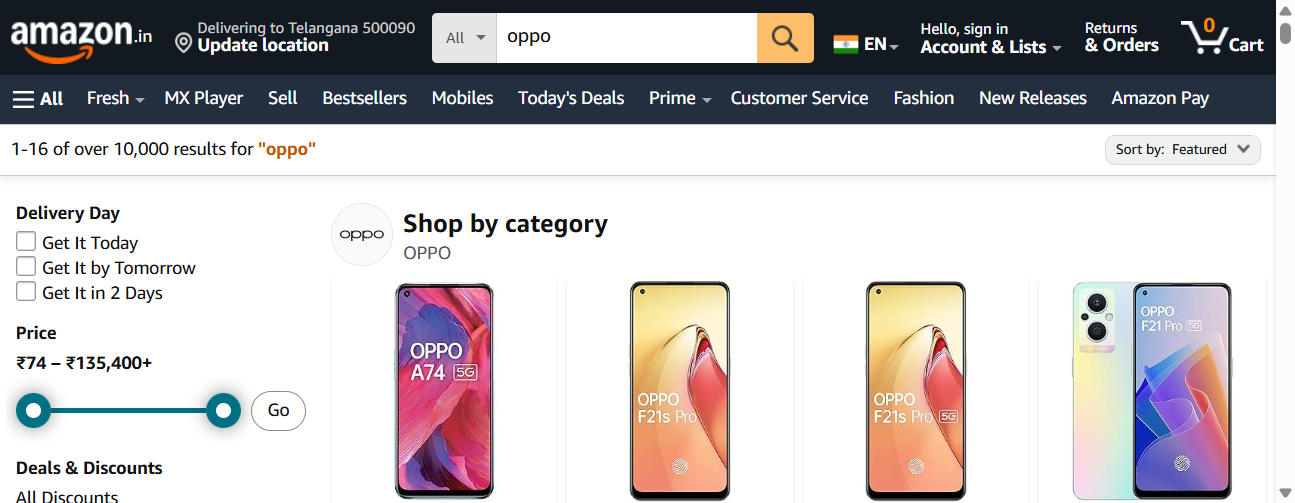 amazon.in
Delivering to Telangana 500090
Update location
All
oppo
EN
Hello, sign in
Account & Lists
Returns
& Orders
0
Cart
All
Fresh
MX Player
Sell
Bestsellers
Mobiles
Today's Deals
Prime
Customer Service
Fashion
New Releases
Amazon Pay
1-16 of over 10,000 results for "oppo"
Sort by: Featured
Delivery Day
Get It Today
Get It by Tomorrow
Get It in 2 Days
Price
₹74 – ₹135,400+
Go
Deals & Discounts
All Discounts
oppo
Shop by category
OPPO
OPPO
A74 5G
OPPO
F21s Pro
OPPO
F21s Pro 5G
OPPO
F21 Pro 5G